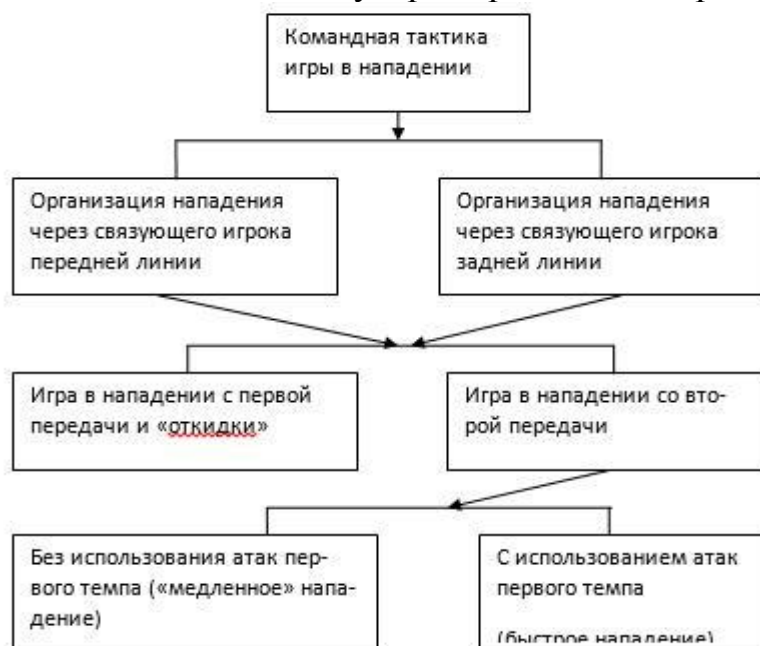 Командная тактика
игры в нападении
Организация нападения
через связующего игрока
передней линии
Организация нападения
через связующего игрока
задней линии
Игра в нападении с первой
передачи и «откидки»
Игра в нападении со вто-
рой передачи
Без использования атак пер-
вого темпа («медленное» напа-
дение)
С использованием атак
первого темпа
(быстрое нападение)